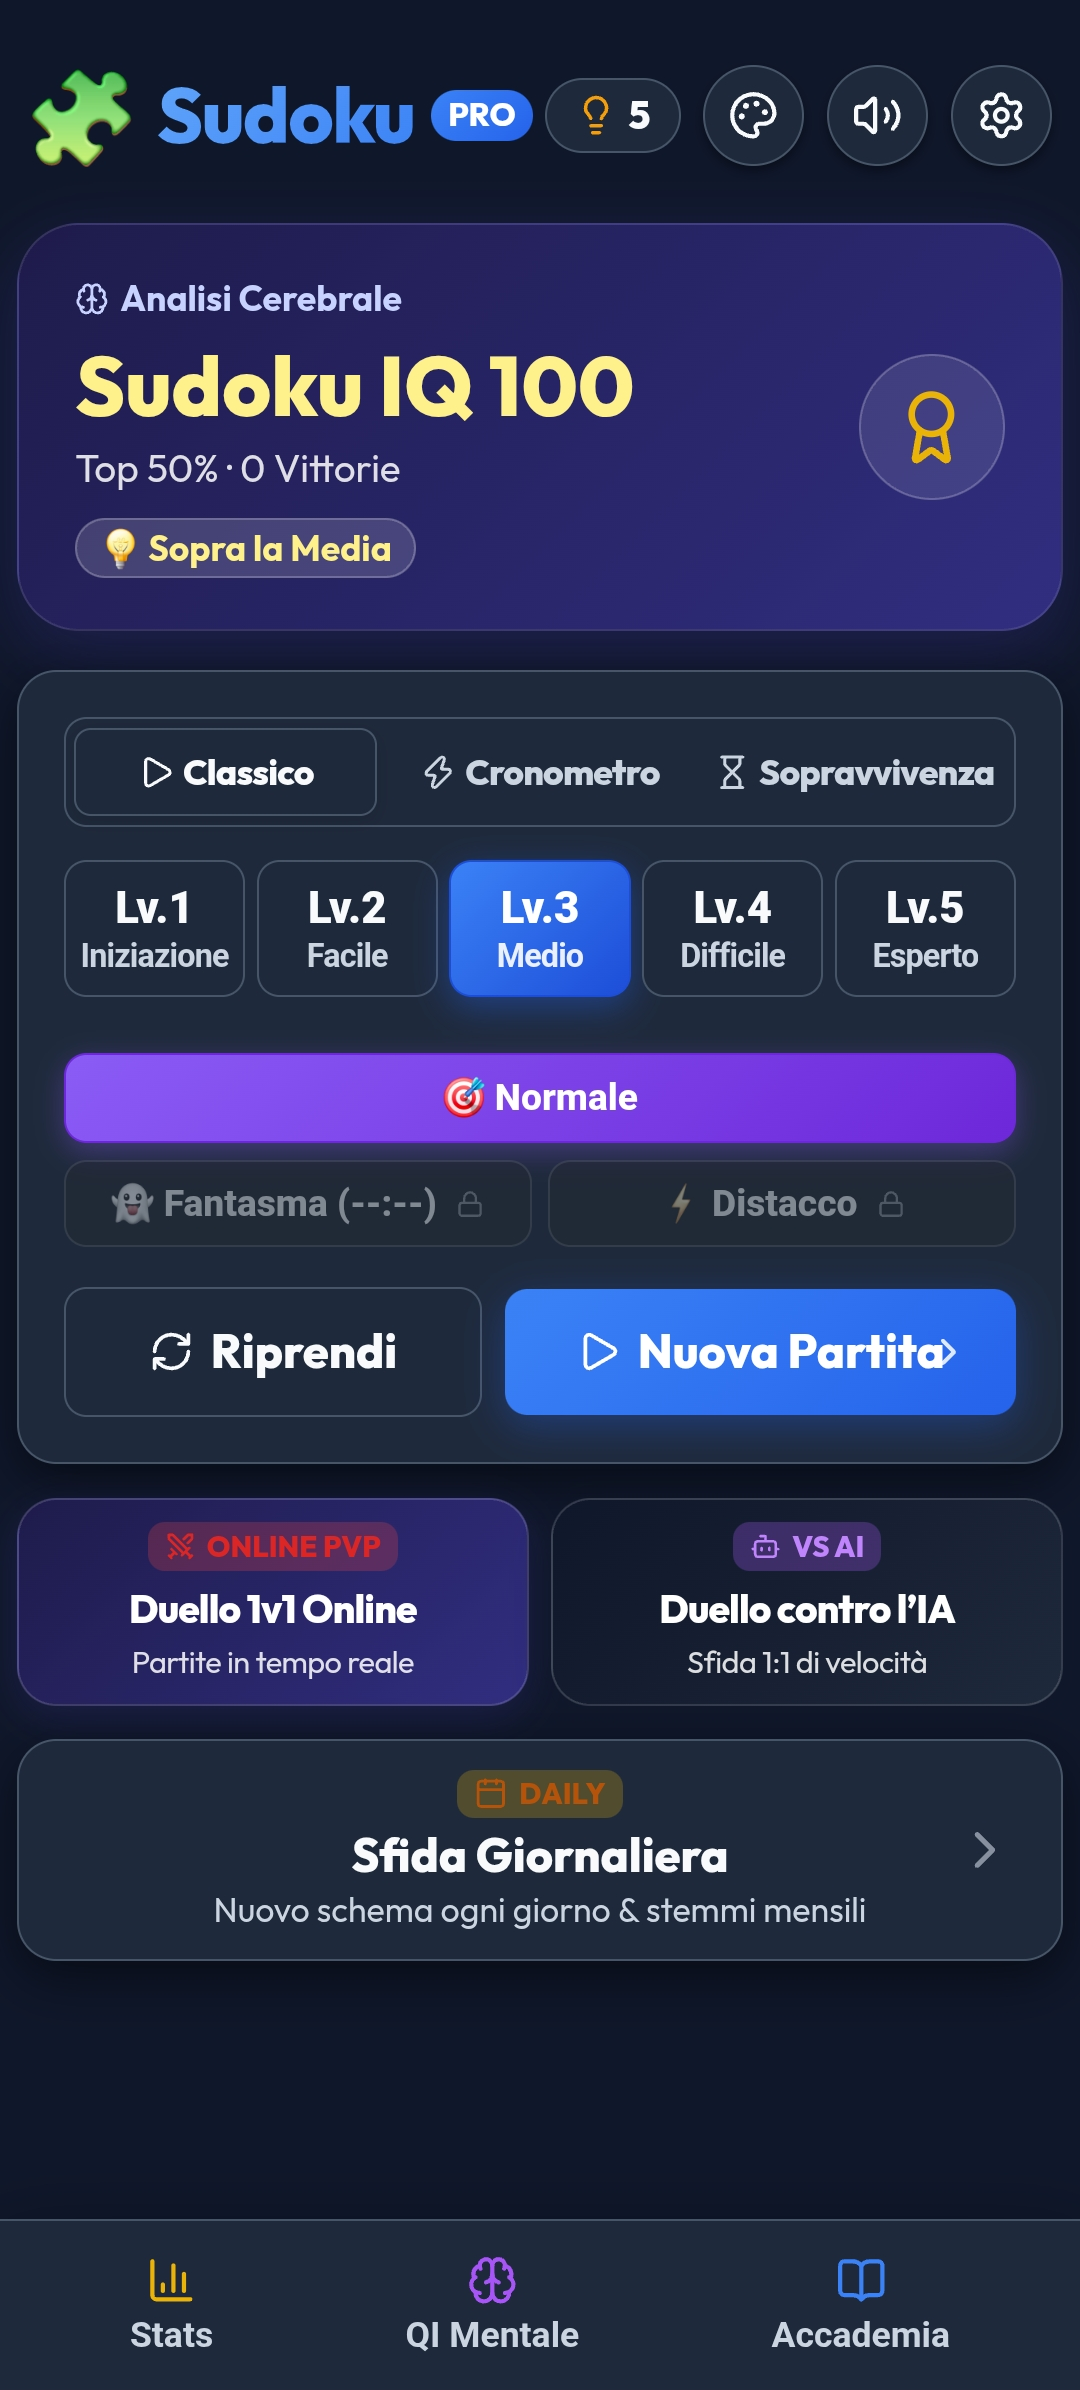 Sudoku PRO 5
Analisi Cerebrale
Sudoku IQ 100
Top 50% · 0 Vittorie
💡 Sopra la Media
Classico Cronometro Sopravvivenza
Lv.1 Lv.2 Lv.3 Lv.4 Lv.5
Iniziazione Facile Medio Difficile Esperto
🎯 Normale
👻 Fantasma (--:--) ⚡ Distacco
Riprendi Nuova Partita
ONLINE PVP
Duello 1v1 Online
Partite in tempo reale
VS AI
Duello contro l’IA
Sfida 1:1 di velocità
DAILY
Sfida Giornaliera
Nuovo schema ogni giorno & stemmi mensili
Stats QI Mentale Accademia